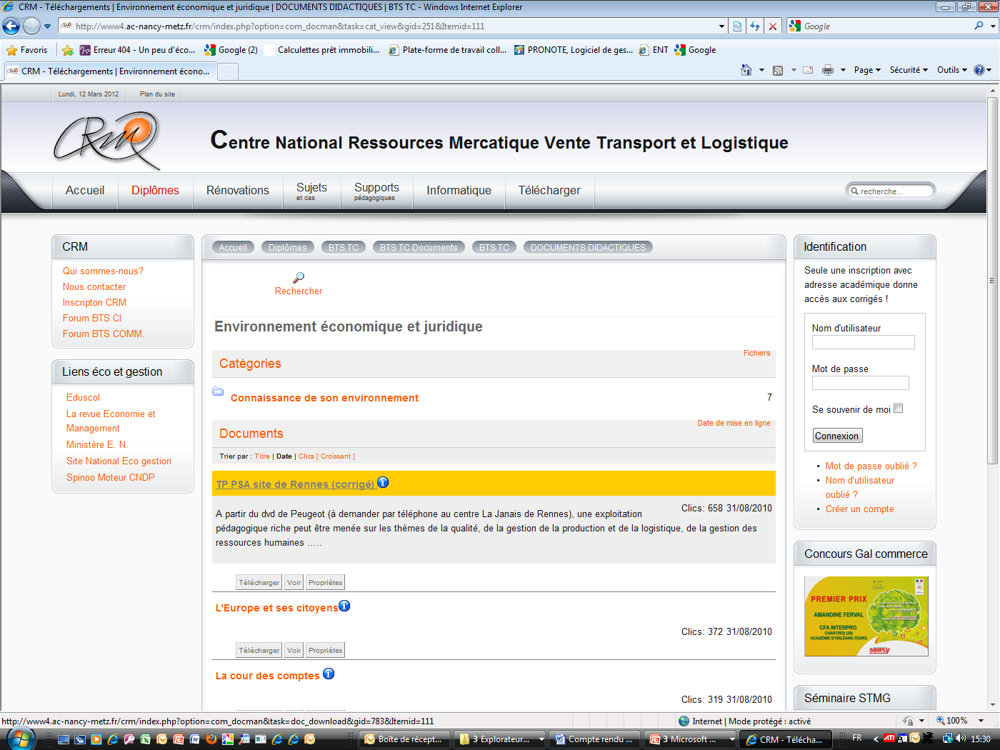 CRM - Téléchargements | Environnement économique et juridique | DOCUMENTS DIDACTIQUES | BTS TC - Windows Internet Explorer
http://www4.ac-nancy-metz.fr/crm/index.php?option=com_docman&task=cat_view&gid=251&Itemid=111
Google
Favoris
Erreur 404 - Un peu d'éco...
Google (2)
Calculettes prêt immobili...
Plate-forme de travail coll...
PRONOTE, Logiciel de ges...
ENT
Google
CRM - Téléchargements | Environnement écono...
Page
Sécurité
Outils
Lundi, 12 Mars 2012
Plan du site
CRM
Centre National Ressources Mercatique Vente Transport et Logistique
Accueil
Diplômes
Rénovations
Sujets
et cas
Supports
pédagogiques
Informatique
Télécharger
recherche...
CRM
Qui sommes-nous?
Nous contacter
Inscripton CRM
Forum BTS CI
Forum BTS COMM.
Liens éco et gestion
Eduscol
La revue Economie et
Management
Ministère E. N.
Site National Eco gestion
Spinoo Moteur CNDP
Accueil
Diplômes
BTS TC
BTS TC Documents
BTS TC
DOCUMENTS DIDACTIQUES
Rechercher
Environnement économique et juridique
Fichiers
Catégories
Connaissance de son environnement
7
Date de mise en ligne
Documents
Trier par : Titre | Date | Clics [ Croissant ]
TP PSA site de Rennes (corrigé)
Clics: 658 31/08/2010
A partir du dvd de Peugeot (à demander par téléphone au centre La Janais de Rennes), une exploitation
pédagogique riche peut être menée sur les thèmes de la qualité, de la gestion de la production et de la logistique, de la gestion des
ressources humaines …..
Télécharger
Voir
Propriétes
L'Europe et ses citoyens
Clics: 372 31/08/2010
Télécharger
Voir
Propriétes
La cour des comptes
Clics: 319 31/08/2010
Identification
Seule une inscription avec
adresse académique donne
accès aux corrigés !
Nom d'utilisateur
Mot de passe
Se souvenir de moi
Connexion
• Mot de passe oublié ?
• Nom d'utilisateur
oublié ?
• Créer un compte
Concours Gal commerce
PREMIER PRIX
AMANDINE FERVAL
CFA INTERPRO
CHARTRES (28)
ACADÉMIE D'ORLÉANS-TOURS
SIMPLY
Séminaire STMG
http://www4.ac-nancy-metz.fr/crm/index.php?option=com_docman&task=doc_download&gid=783&Itemid=111
Internet | Mode protégé : activé
100%
Boîte de récept...
3 Explorateur...
Compte rendu ...
3 Microsoft ...
CRM - Télécha...
FR
15:30